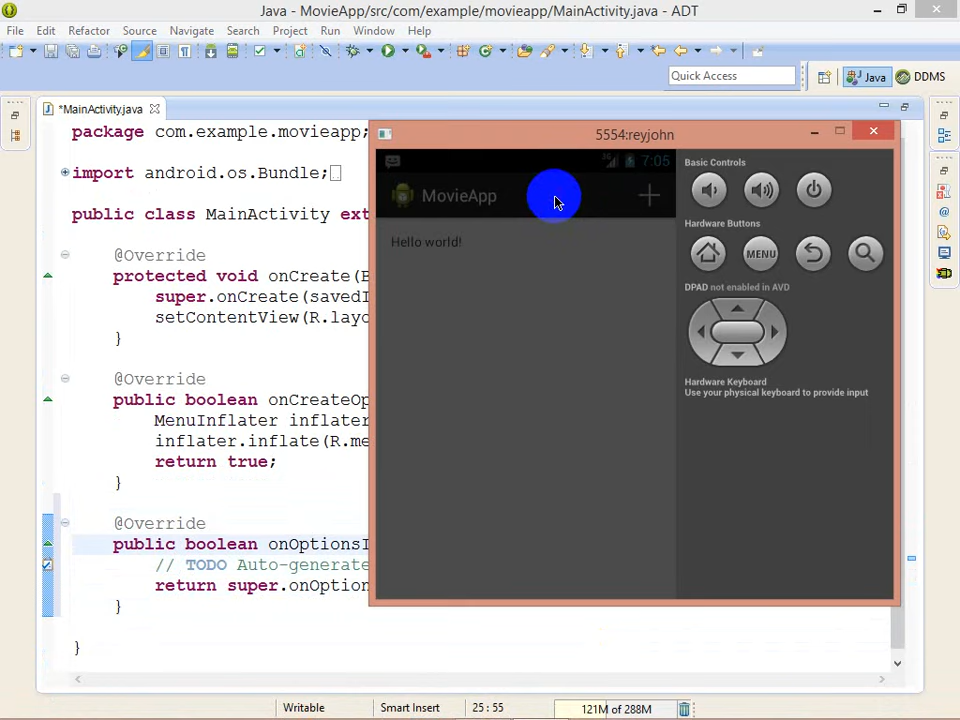 Java - MovieApp/src/com/example/movieapp/MainActivity.java - ADT
File Edit Refactor Source Navigate Search Project Run Window Help
Quick Access
Java
DDMS
*MainActivity.java
package com.example.movieapp;
import android.os.Bundle;
public class MainActivity ext
@Override
protected void onCreate(B
super.onCreate(savedI
setContentView(R.layo
}
@Override
public boolean onCreateOp
MenuInflater inflater
inflater.inflate(R.me
return true;
}
@Override
public boolean onOptionsI
// TODO Auto-generate
return super.onOption
}
}
5554:reyjohn
3G
7:05
MovieApp
Hello world!
Basic Controls
Hardware Buttons
MENU
DPAD not enabled in AVD
Hardware Keyboard
Use your physical keyboard to provide input
Writable
Smart Insert
25 : 55
121M of 288M